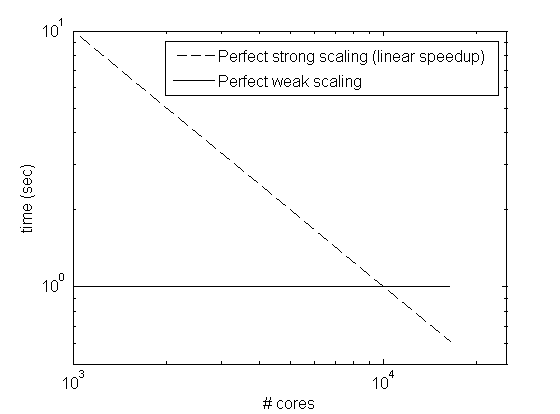 10^1
Perfect strong scaling (linear speedup)
Perfect weak scaling
time (sec)
10^0
10^3
10^4
# cores